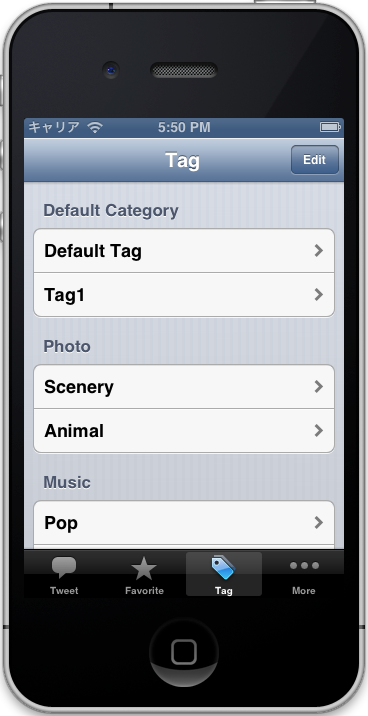 キャリア 5:50 PM
Tag Edit
Default Category
Default Tag
Tag1
Photo
Scenery
Animal
Music
Pop
Tweet Favorite Tag More